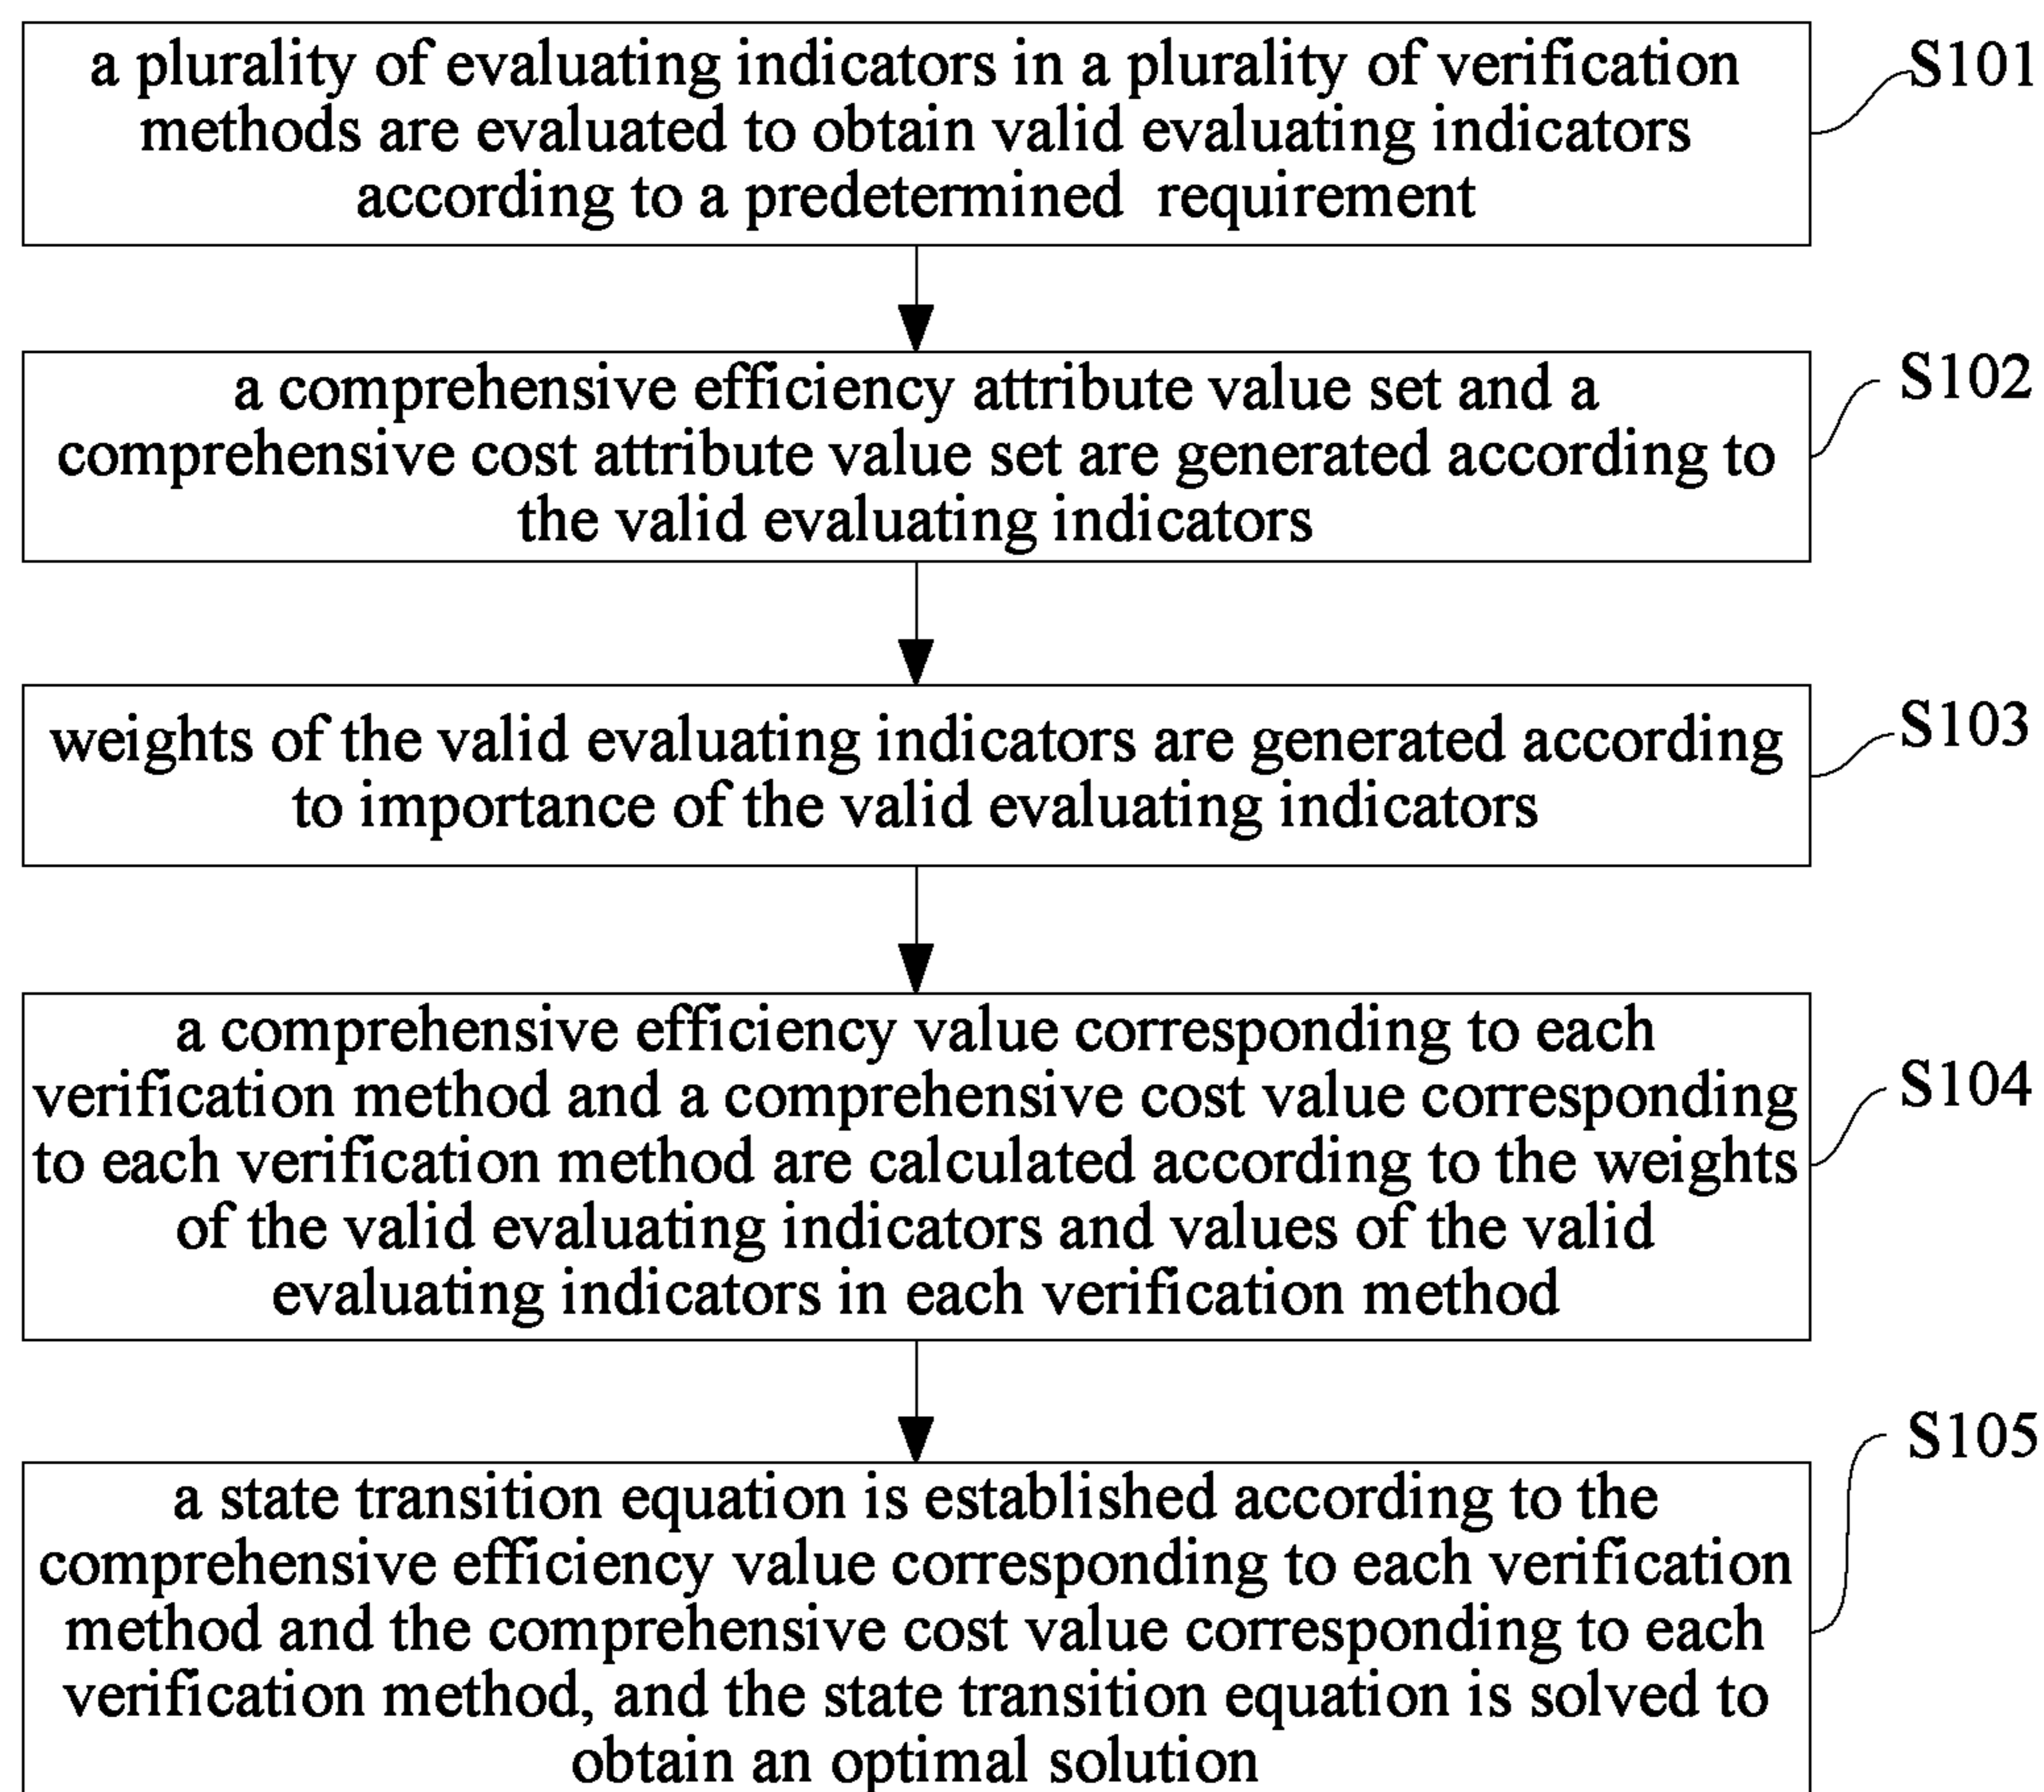 a plurality of evaluating indicators in a plurality of verification
methods are evaluated to obtain valid evaluating indicators
according to a predetermined requirement
S101
a comprehensive efficiency attribute value set and a
comprehensive cost attribute value set are generated according to
the valid evaluating indicators
S102
weights of the valid evaluating indicators are generated according
to importance of the valid evaluating indicators
S103
a comprehensive efficiency value corresponding to each
verification method and a comprehensive cost value corresponding
to each verification method are calculated according to the weights
of the valid evaluating indicators and values of the valid
evaluating indicators in each verification method
S104
a state transition equation is established according to the
comprehensive efficiency value corresponding to each verification
method and the comprehensive cost value corresponding to each
verification method, and the state transition equation is solved to
obtain an optimal solution
S105